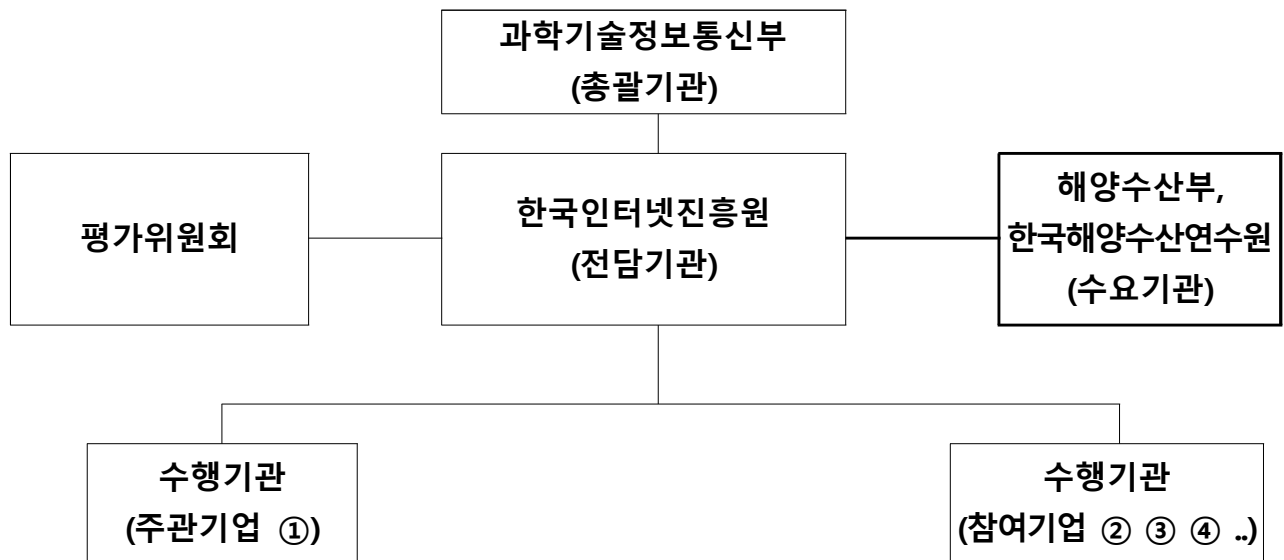 과학기술정보통신부
(총괄기관)
평가위원회
한국인터넷진흥원
(전담기관)
해양수산부,
한국해양수산연수원
(수요기관)
수행기관
(주관기업 ①)
수행기관
(참여기업 ② ③ ④ ..)